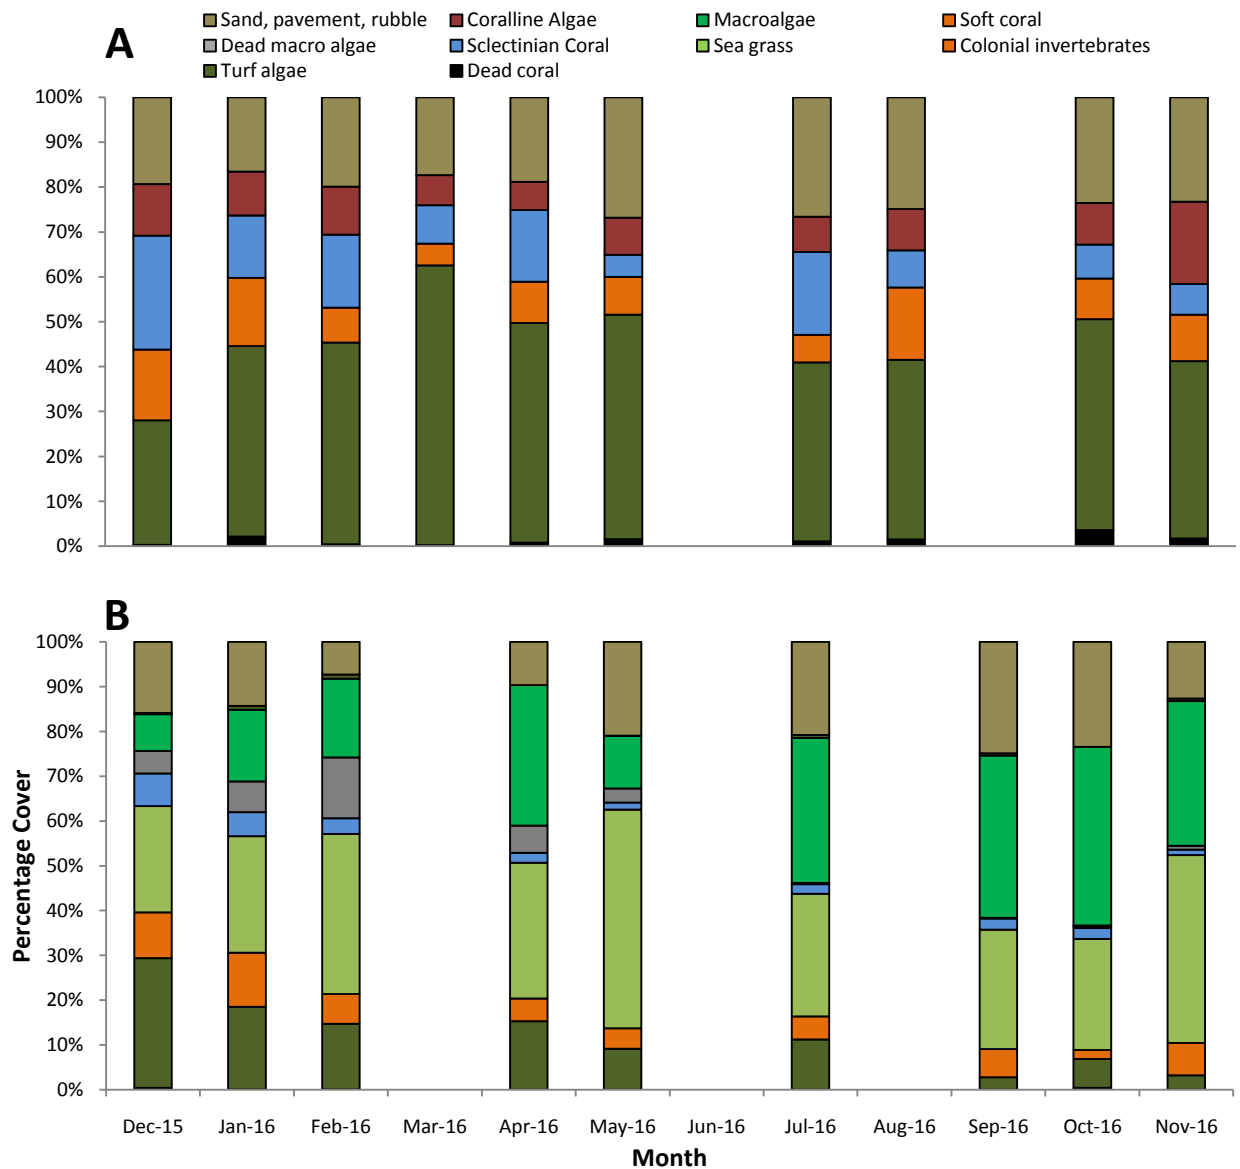 A
Sand, pavement, rubble Coralline Algae Macroalgae Soft coral
Dead macro algae Sclectinian Coral Sea grass Colonial invertebrates
Turf algae Dead coral
100%
90%
80%
70%
60%
50%
40%
30%
20%
10%
0%
B
100%
90%
80%
70%
60%
50%
40%
30%
20%
10%
0%
Percentage Cover
Dec-15 Jan-16 Feb-16 Mar-16 Apr-16 May-16 Jun-16 Jul-16 Aug-16 Sep-16 Oct-16 Nov-16
Month